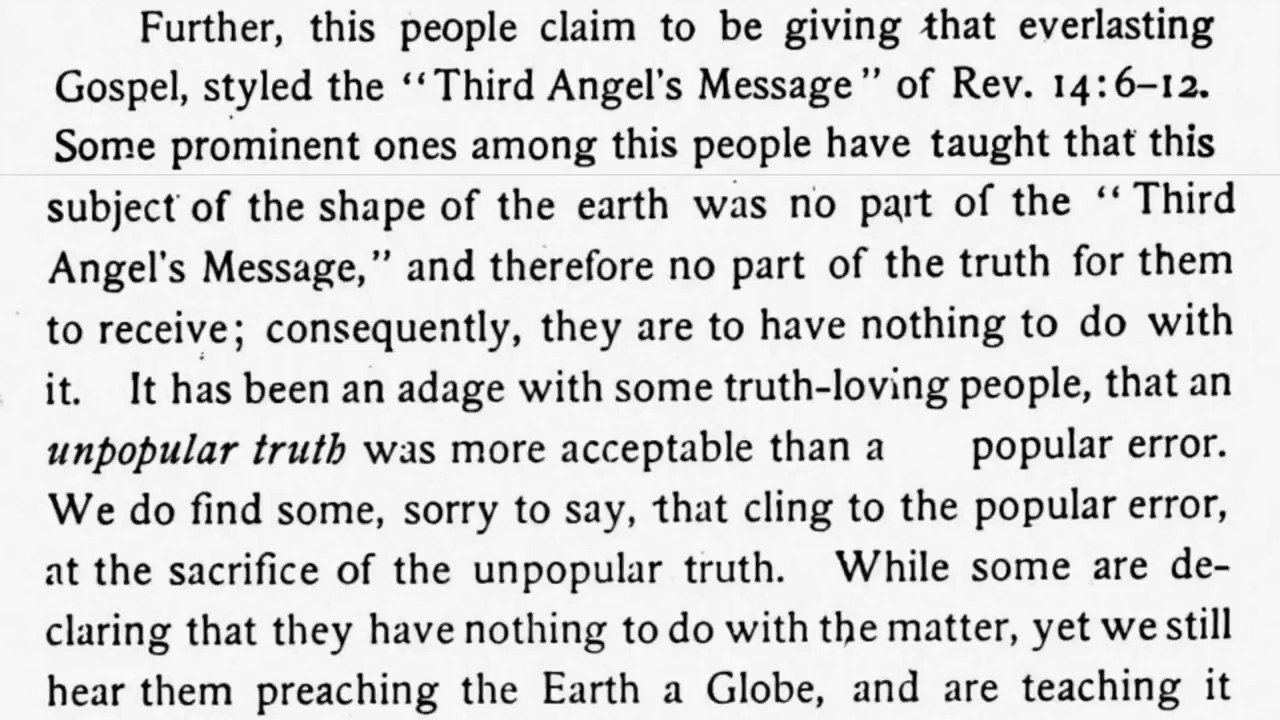 Further, this people claim to be giving that everlasting
Gospel, styled the “Third Angel's Message” of Rev. 14:6–12.
Some prominent ones among this people have taught that this
subject of the shape of the earth was no part of the “Third
Angel's Message,” and therefore no part of the truth for them
to receive; consequently, they are to have nothing to do with
it. It has been an adage with some truth-loving people, that an
unpopular truth was more acceptable than a popular error.
We do find some, sorry to say, that cling to the popular error,
at the sacrifice of the unpopular truth. While some are de-
claring that they have nothing to do with the matter, yet we still
hear them preaching the Earth a Globe, and are teaching it